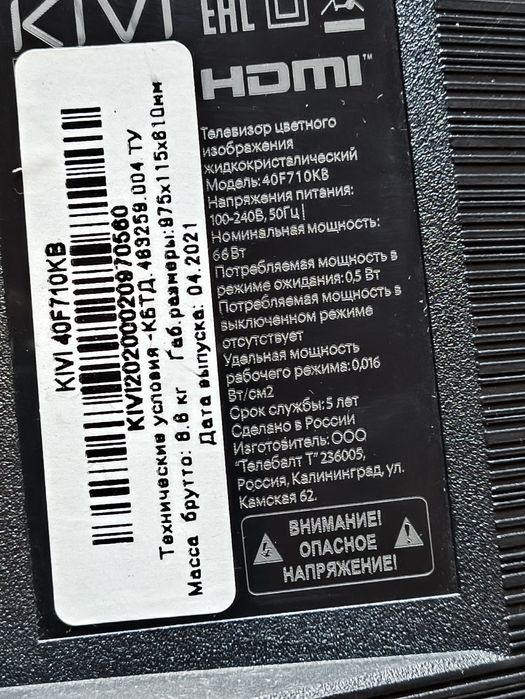 KIVI
EAC
HDMI™
Телевизор цветного
изображения
жидкокристалический
Модель:40F710KB
Напряжения питания:
100-240В, 50Гц|
Номинальная мощность:
66 Вт
Потребляемая мощность в
режиме ожидания:0,5 Вт
Потребляемая мощность в
выключенном режиме
отсутствует
Удельная мощность
рабочего режима:0,016
Вт/см2
Срок службы:5 лет
Сделано в России
Изготовитель:ООО
"Телебалт Т" 236005,
Россия, Калининград, ул.
Камская 62.
ВНИМАНИЕ!
ОПАСНОЕ
НАПРЯЖЕНИЕ!
KIVI 40F710KB
KIVI202000020970560
Технические условия -КБТД.469259.004 ТУ
Масса брутто: 8.8 кг Габ.размеры:975x115x610мм
Дата выпуска: 04.2021